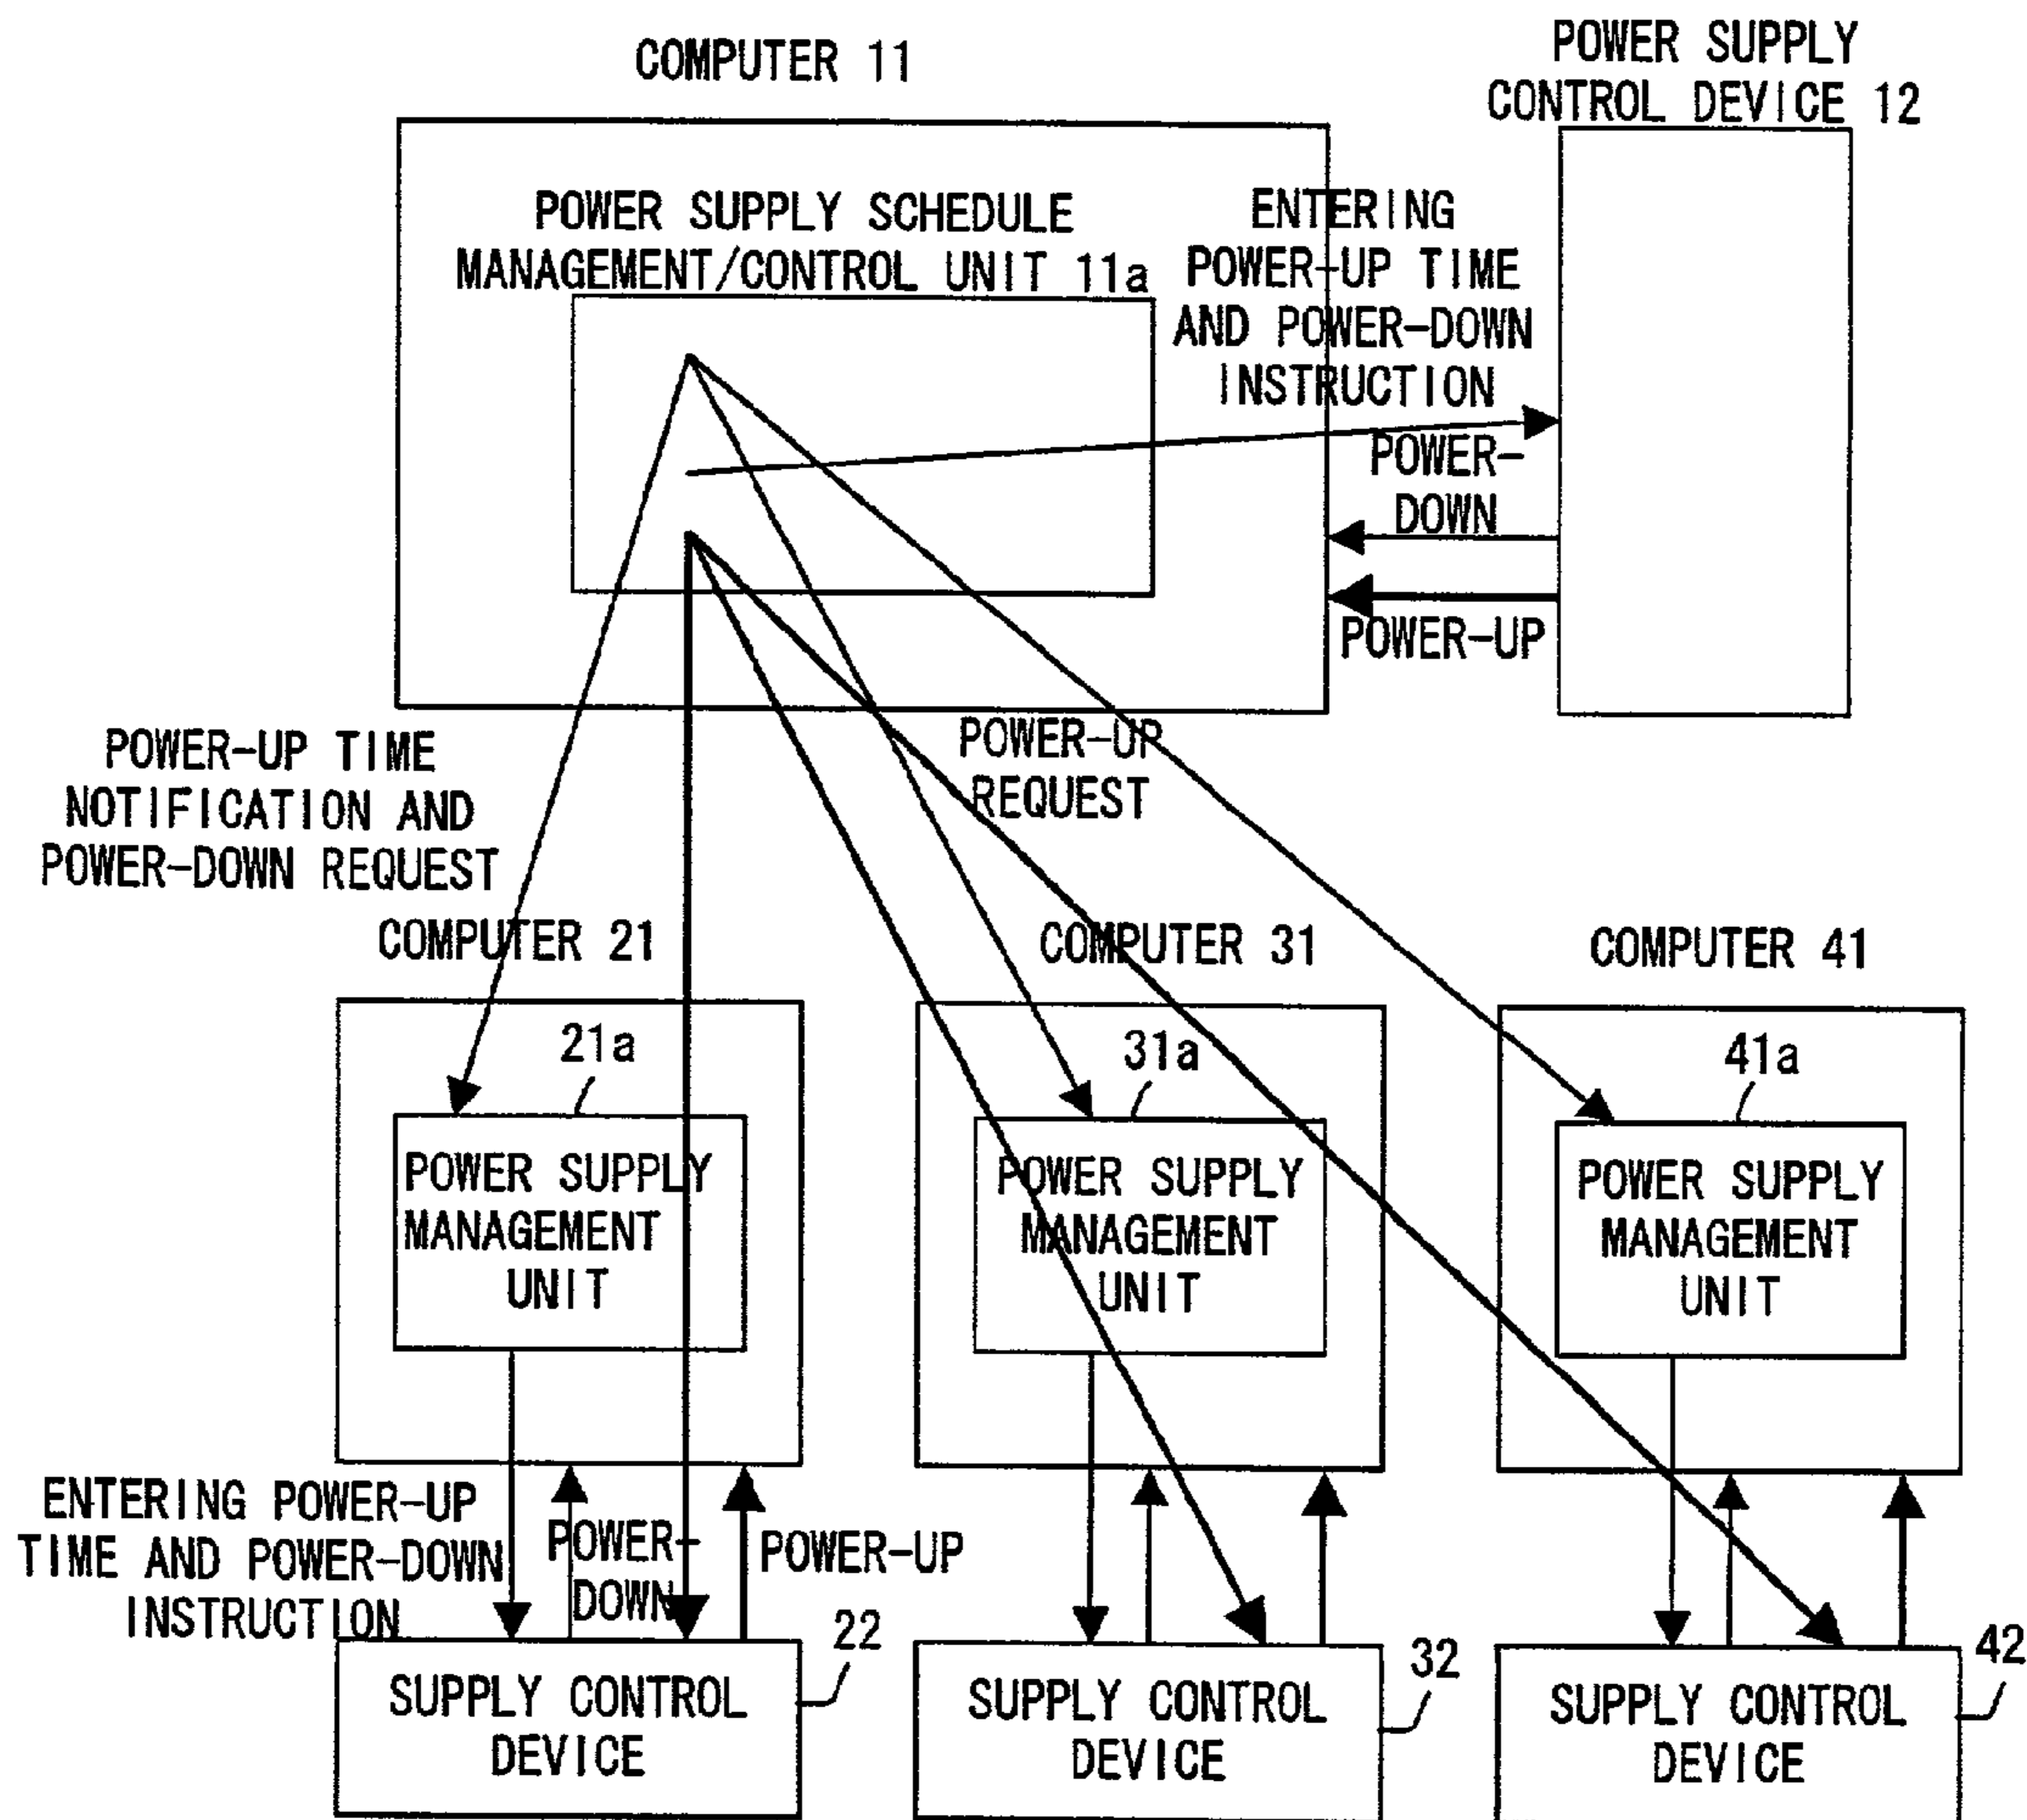 COMPUTER 11
POWER SUPPLY
CONTROL DEVICE 12
POWER SUPPLY SCHEDULE
MANAGEMENT/CONTROL UNIT 11a
ENTERING
POWER-UP TIME
AND POWER-DOWN
INSTRUCTION
POWER-
DOWN
POWER-UP
POWER-UP TIME
NOTIFICATION AND
POWER-DOWN REQUEST
POWER-UP
REQUEST
COMPUTER 21
COMPUTER 31
COMPUTER 41
21a
31a
41a
POWER SUPPLY
MANAGEMENT
UNIT
POWER SUPPLY
MANAGEMENT
UNIT
POWER SUPPLY
MANAGEMENT
UNIT
ENTERING POWER-UP
TIME AND POWER-DOWN
INSTRUCTION
POWER-
DOWN
POWER-UP
22
32
42
SUPPLY CONTROL
DEVICE
SUPPLY CONTROL
DEVICE
SUPPLY CONTROL
DEVICE